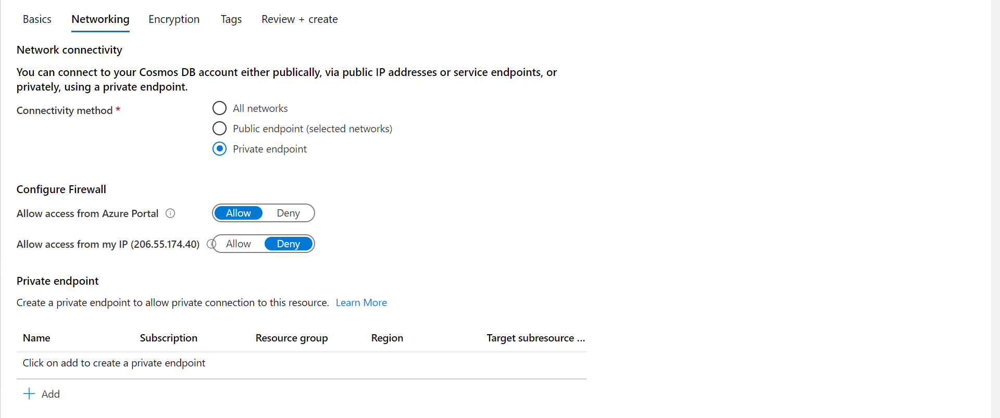 Basics Networking Encryption Tags Review + create
Network connectivity
You can connect to your Cosmos DB account either publically, via public IP addresses or service endpoints, or
privately, using a private endpoint.
Connectivity method *
All networks
Public endpoint (selected networks)
Private endpoint
Configure Firewall
Allow access from Azure Portal Allow Deny
Allow access from my IP (206.55.174.40) Allow Deny
Private endpoint
Create a private endpoint to allow private connection to this resource. Learn More
Name Subscription Resource group Region Target subresource ...
Click on add to create a private endpoint
+ Add